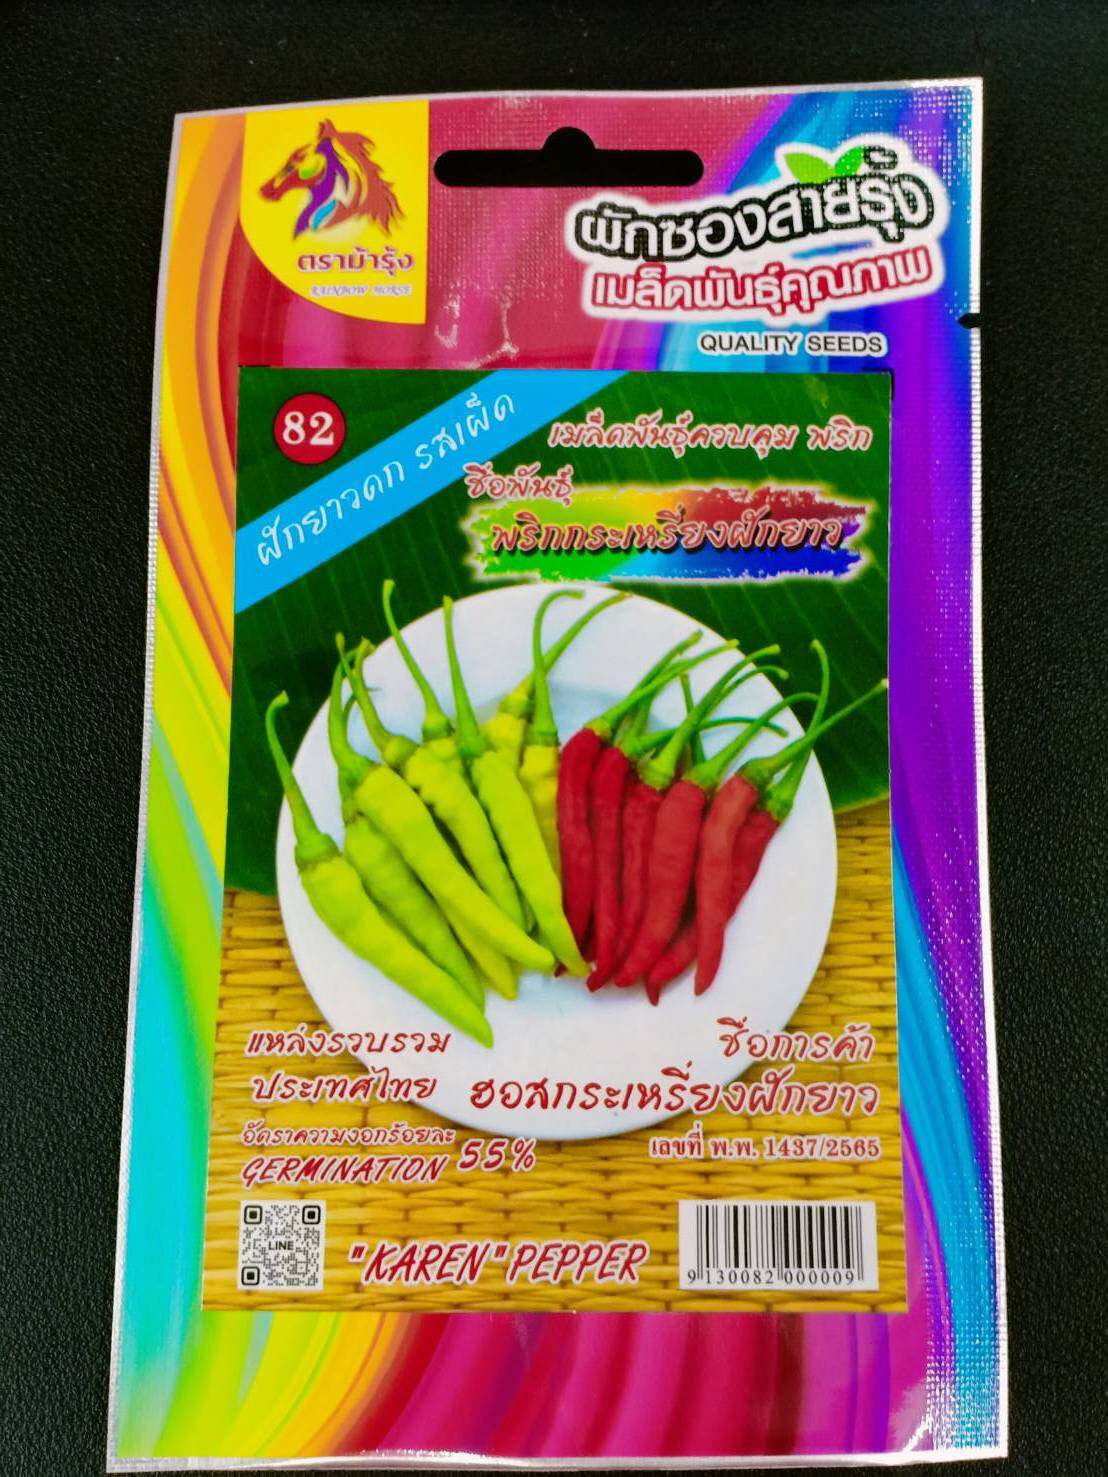 ตราม้ารุ้ง
RAINBOW HORSE
ผักซองสายรุ้ง
เมล็ดพันธุ์คุณภาพ
QUALITY SEEDS
82
ฝักยาวดก รสเผ็ด
เมล็ดพันธุ์ควบคุม พริก
ชื่อพันธุ์
พริกกระเหรี่ยงฝักยาว
แหล่งรวบรวม
ประเทศไทย
ชื่อการค้า
ฮอสกระเหรี่ยงฝักยาว
อัตราความงอกร้อยละ
GERMINATION 55%
เลขที่ พ.พ. 1437/2565
LINE
"KAREN" PEPPER
9 130082 000009